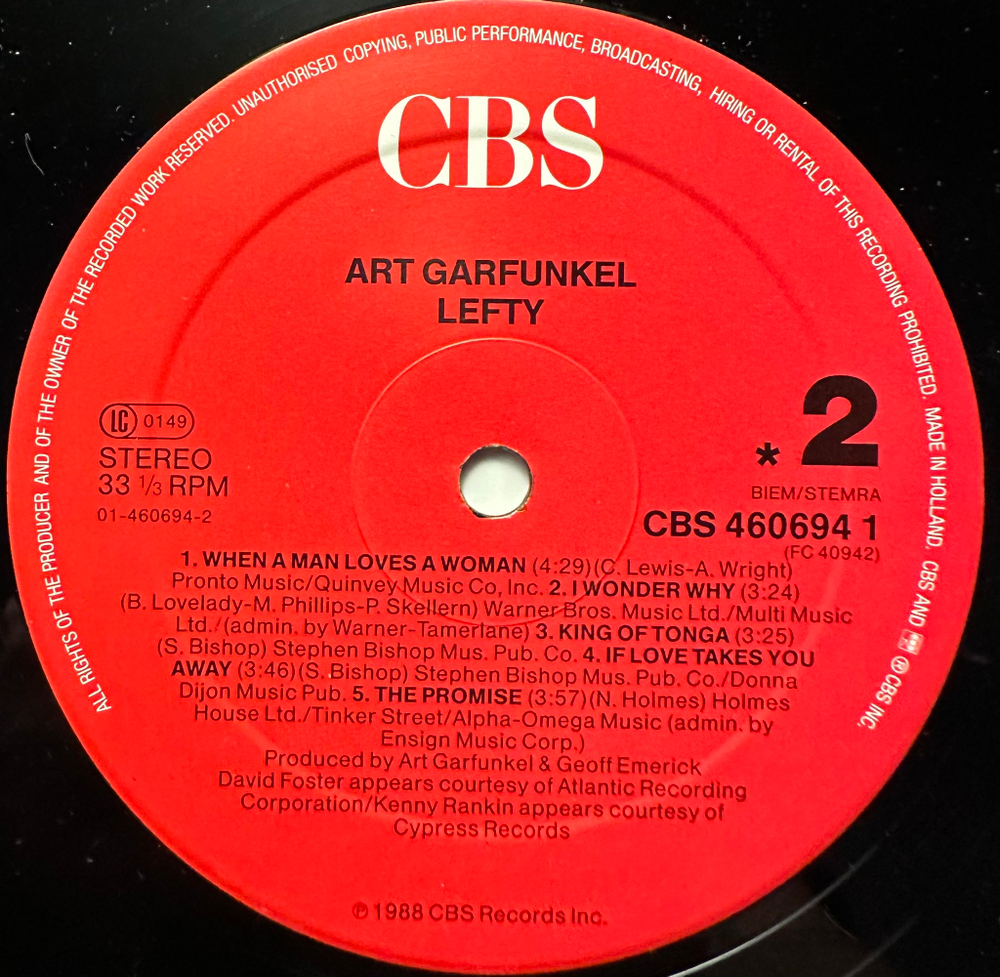 ALL RIGHTS OF THE PRODUCER AND OF THE OWNER OF THE RECORDED WORK RESERVED. UNAUTHORISED COPYING, PUBLIC PERFORMANCE, BROADCASTING, HIRING OR RENTAL OF THIS RECORDING PROHIBITED. MADE IN HOLLAND. CBS AND ℗ CBS INC.
CBS
ART GARFUNKEL
LEFTY
LC 0149
STEREO
33 1/3 RPM
01-460694-2
* 2
BIEM/STEMRA
CBS 460694 1
(FC 40942)
1. WHEN A MAN LOVES A WOMAN (4:29)(C. Lewis-A. Wright)
Pronto Music/Quinvey Music Co, Inc. 2. I WONDER WHY (3:24)
(B. Lovelady-M. Phillips-P. Skellern) Warner Bros. Music Ltd./Multi Music
Ltd./(admin. by Warner-Tamerlane) 3. KING OF TONGA (3:25)
(S. Bishop) Stephen Bishop Mus. Pub. Co. 4. IF LOVE TAKES YOU
AWAY (3:46)(S. Bishop) Stephen Bishop Mus. Pub. Co./Donna
Dijon Music Pub. 5. THE PROMISE (3:57)(N. Holmes) Holmes
House Ltd./Tinker Street/Alpha-Omega Music (admin. by
Ensign Music Corp.)
Produced by Art Garfunkel & Geoff Emerick
David Foster appears courtesy of Atlantic Recording
Corporation/Kenny Rankin appears courtesy of
Cypress Records
℗ 1988 CBS Records Inc.